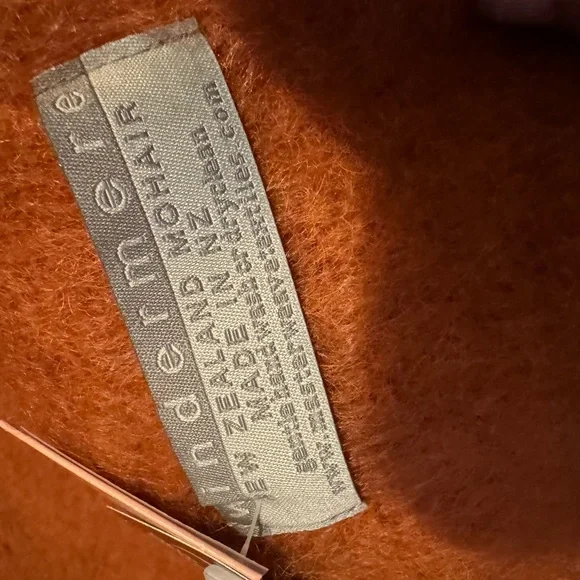 windermere
NEW ZEALAND MOHAIR
MADE IN NZ
gentle handwash or dryclean
www.masterweavertextiles.com